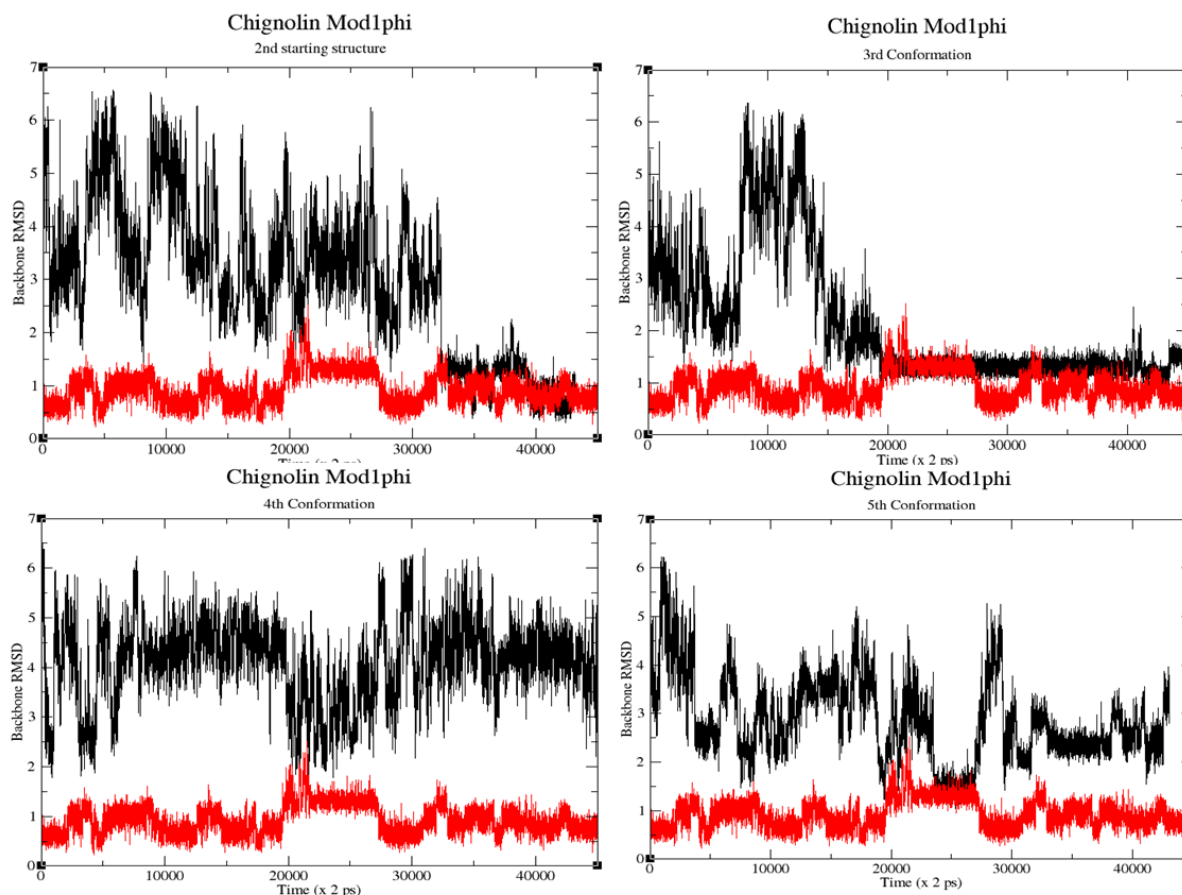 Chignolin Mod1phi
2nd starting structure
Backbone RMSD
7
6
5
4
3
2
1
0
0 10000 20000 30000 40000
Time (x 2 ps)
Chignolin Mod1phi
3rd Conformation
Backbone RMSD
7
6
5
4
3
2
1
0
0 10000 20000 30000 40000
Time (x 2 ps)
Chignolin Mod1phi
4th Conformation
Backbone RMSD
7
6
5
4
3
2
1
0
0 10000 20000 30000 40000
Time (x 2 ps)
Chignolin Mod1phi
5th Conformation
Backbone RMSD
7
6
5
4
3
2
1
0
0 10000 20000 30000 40000
Time (x 2 ps)